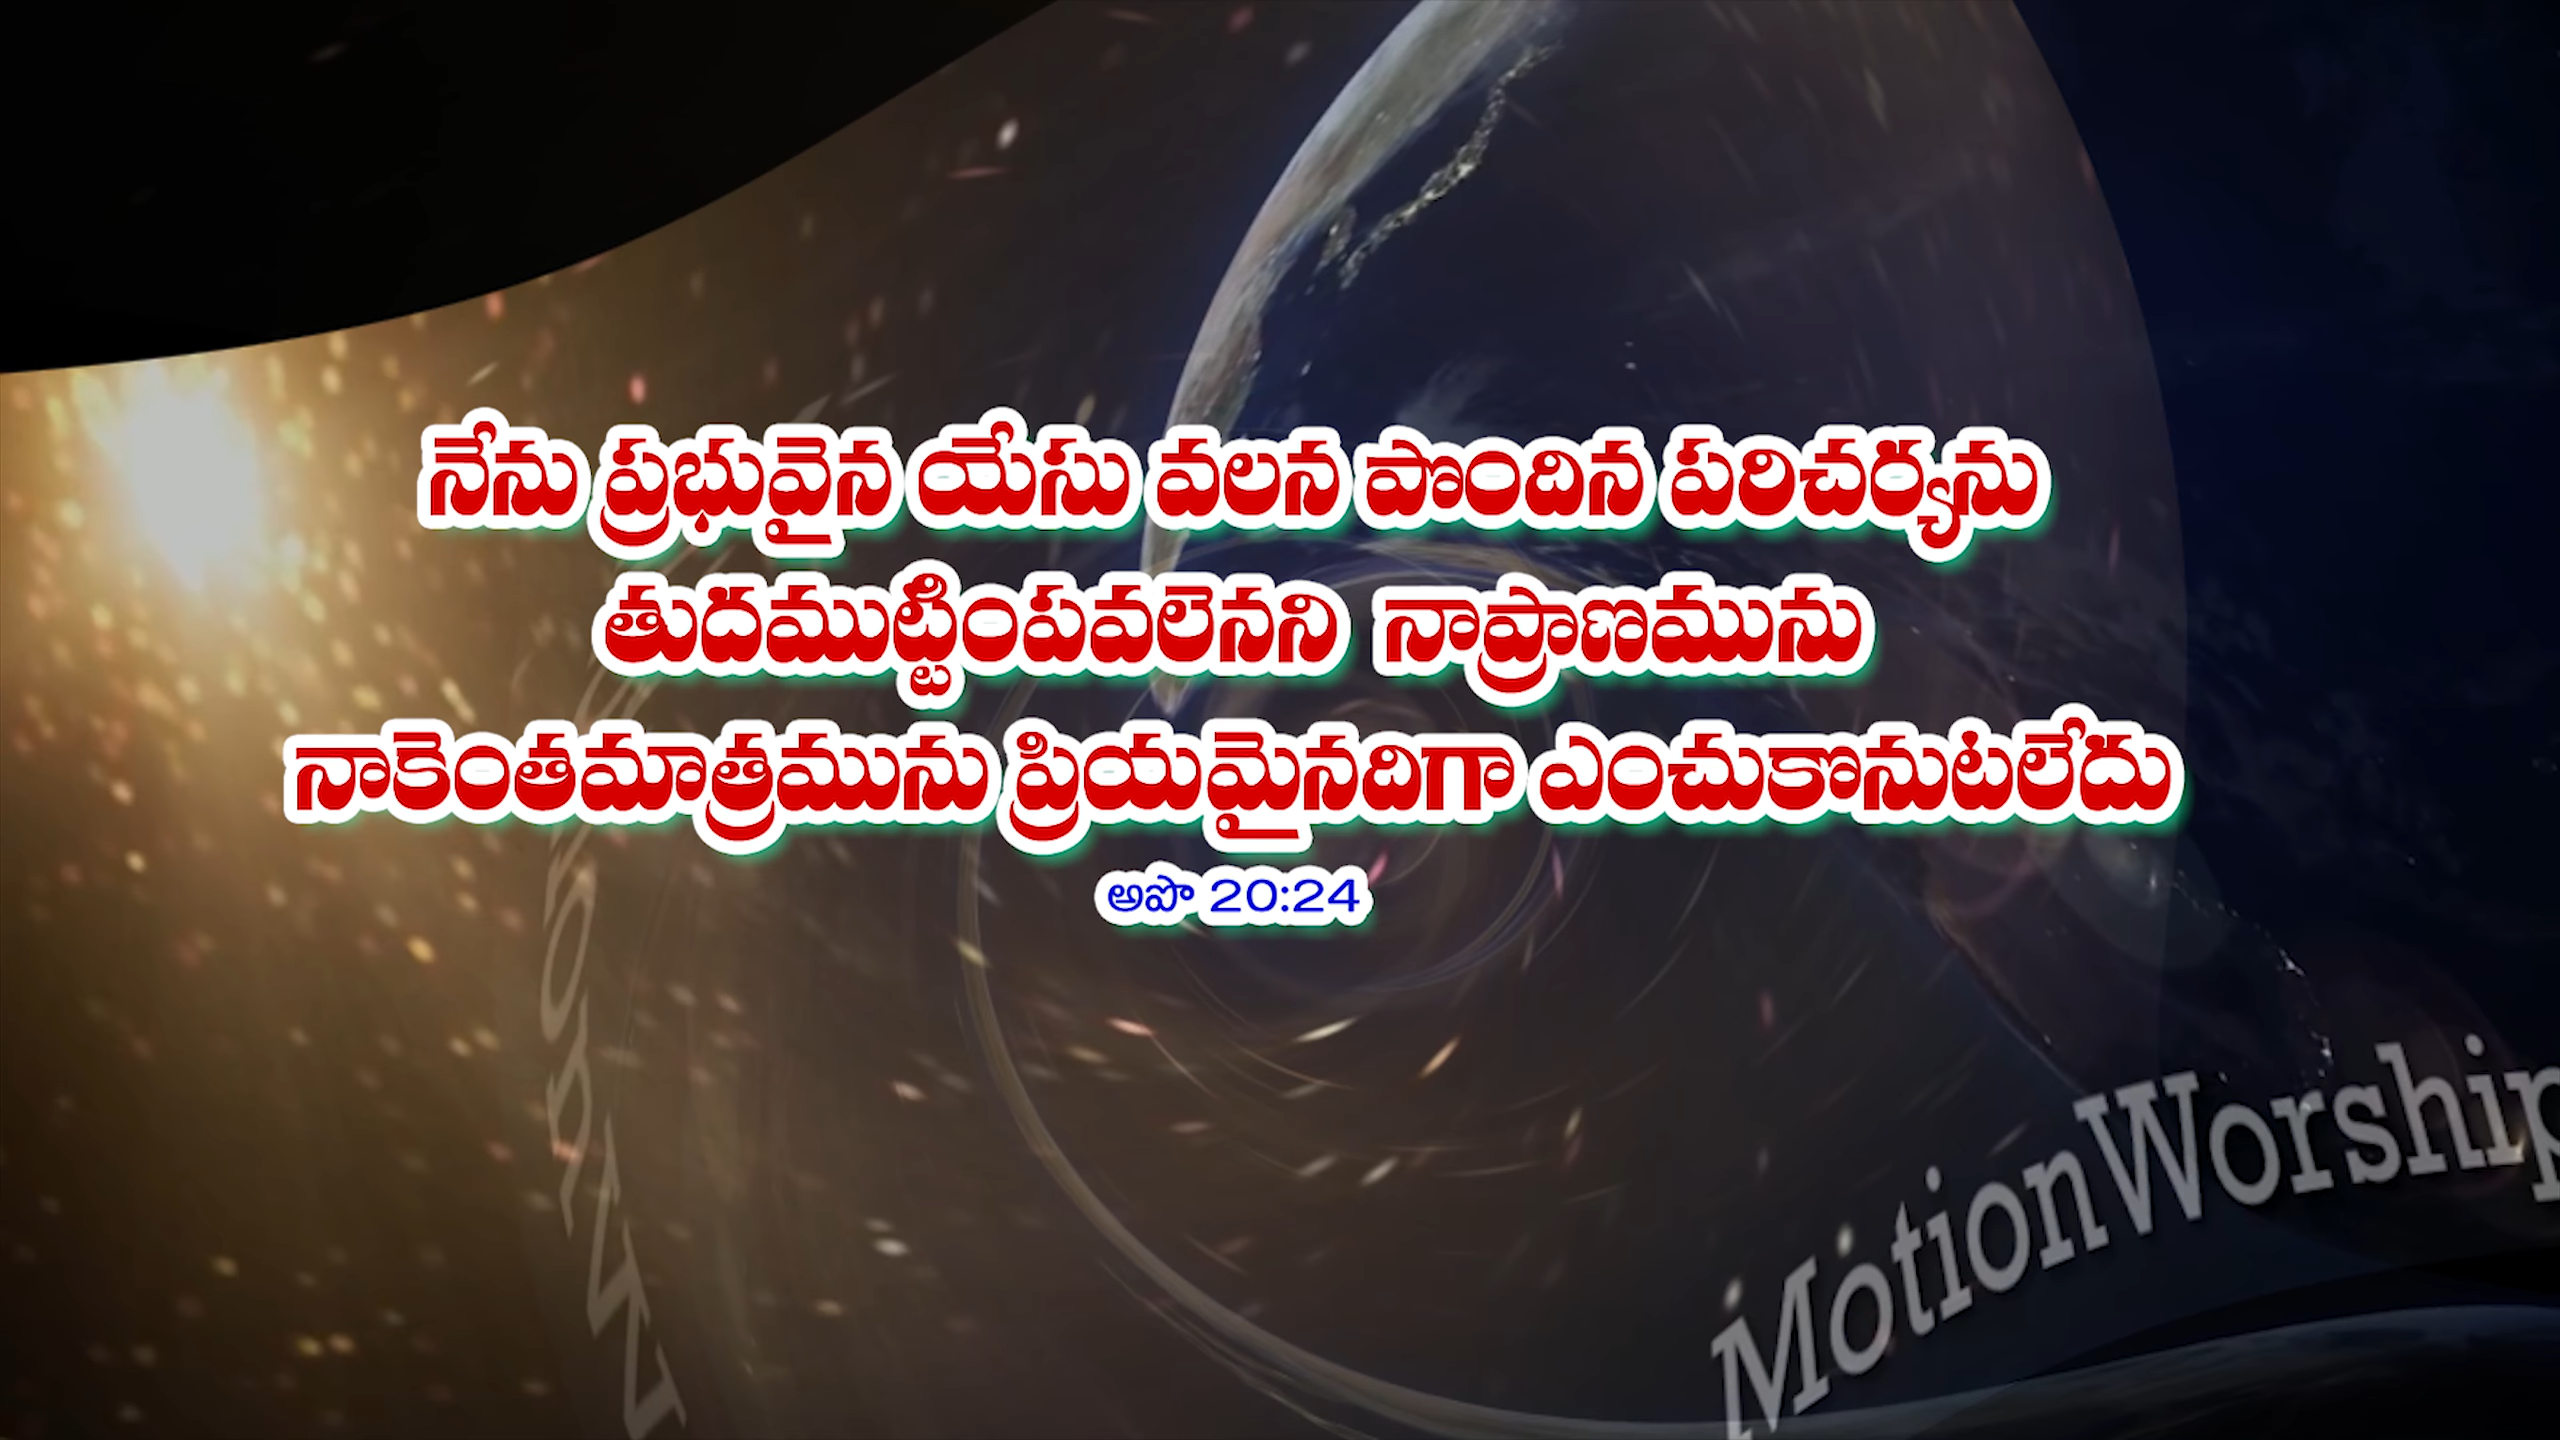 నేను ప్రభువైన యేసు వలన పొందిన పరిచర్యను
తుదముట్టింపవలెనని నాప్రాణమును
నాకెంతమాత్రమును ప్రియమైనదిగా ఎంచుకొనుటలేదు
అపొ 20:24
MotionWorship